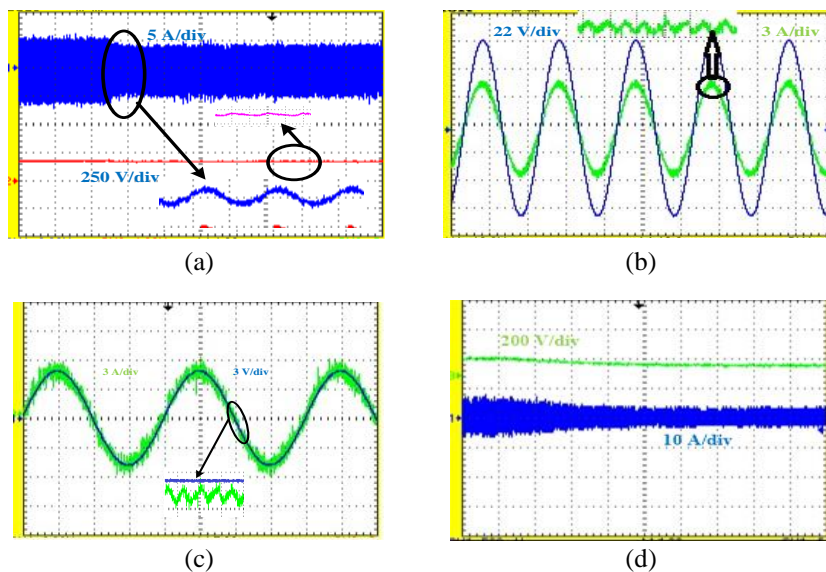 5 A/div
250 V/div
(a)
22 V/div
3 A/div
(b)
3 A/div
3 V/div
(c)
200 V/div
10 A/div
(d)